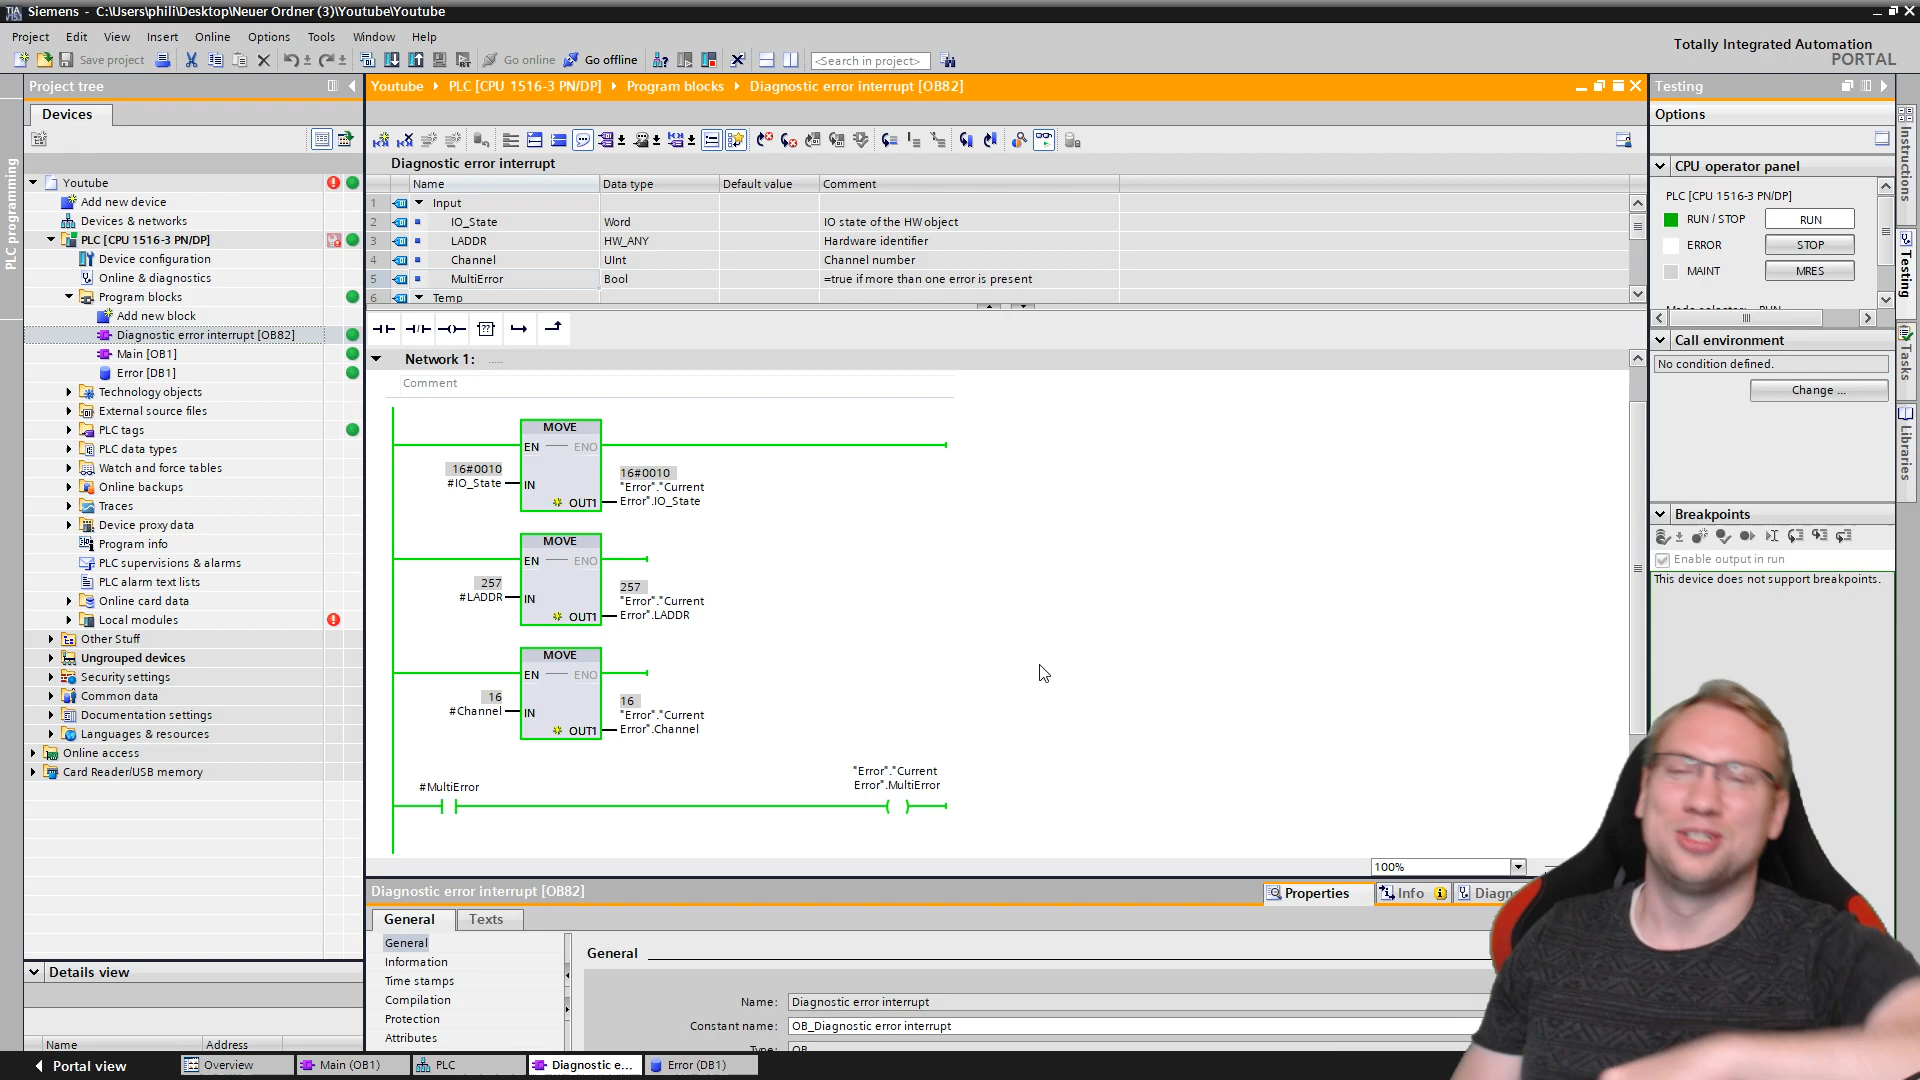 Siemens - C:\Users\phili\Desktop\Neuer Ordner (3)\Youtube\Youtube
Project Edit View Insert Online Options Tools Window Help
Totally Integrated Automation
PORTAL
Save project
Go online
Go offline
<Search in project>
Project tree
Devices
PLC programming
Youtube
Add new device
Devices & networks
PLC [CPU 1516-3 PN/DP]
Device configuration
Online & diagnostics
Program blocks
Add new block
Diagnostic error interrupt [OB82]
Main [OB1]
Error [DB1]
Technology objects
External source files
PLC tags
PLC data types
Watch and force tables
Online backups
Traces
Device proxy data
Program info
PLC supervisions & alarms
PLC alarm text lists
Online card data
Local modules
Other Stuff
Ungrouped devices
Security settings
Common data
Documentation settings
Languages & resources
Online access
Card Reader/USB memory
Details view
Name Address
Youtube PLC [CPU 1516-3 PN/DP] Program blocks Diagnostic error interrupt [OB82]
Diagnostic error interrupt
Name Data type Default value Comment
1 Input
2 IO_State Word IO state of the HW object
3 LADDR HW_ANY Hardware identifier
4 Channel UInt Channel number
5 MultiError Bool =true if more than one error is present
6 Temp
??
Network 1: .....
Comment
MOVE
EN ENO
16#0010
#IO_State IN
OUT1
16#0010
"Error"."Current
Error".IO_State
MOVE
EN ENO
257
#LADDR IN
OUT1
257
"Error"."Current
Error".LADDR
MOVE
EN ENO
16
#Channel IN
OUT1
16
"Error"."Current
Error".Channel
#MultiError
"Error"."Current
Error".MultiError
100%
Diagnostic error interrupt [OB82]
Properties Info Diagn
General Texts
General
Information
Time stamps
Compilation
Protection
Attributes
General
Name: Diagnostic error interrupt
Constant name: OB_Diagnostic error interrupt
Type: OB
Testing
Options
CPU operator panel
PLC [CPU 1516-3 PN/DP]
RUN / STOP RUN
ERROR STOP
MAINT MRES
Call environment
No condition defined.
Change ...
Breakpoints
Enable output in run
This device does not support breakpoints.
Instructions
Testing
Tasks
Libraries
Portal view Overview Main (OB1) PLC Diagnostic e... Error (DB1)